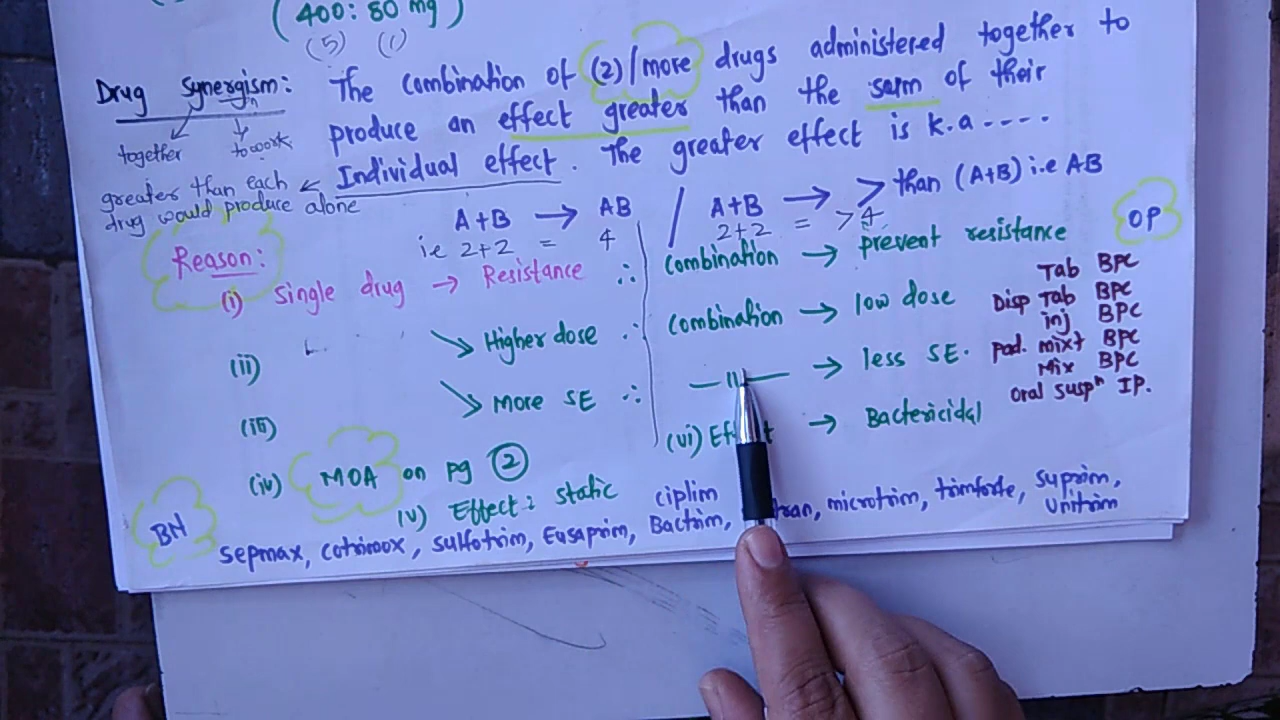 (400: 80 mg)
(5) (1)
Drug Synergism: The combination of (2)/more drugs administered together to
together to work
produce an effect greater than the sum of their
Individual effect. The greater effect is k.a ----.
greater than each
drug would produce alone
A+B → AB / A+B → > than (A+B) i.e AB
ie 2+2 = 4 2+2 = >4
OP
Reason:
(i) Single drug → Resistance ∴ combination → prevent resistance
(ii) ↘ Higher dose ∴ combination → low dose
(iii) ↘ More SE ∴ —11— → less SE.
Tab BPC
Disp Tab BPC
inj BPC
pad. mixt BPC
Mix BPC
oral suspn IP.
(iv) MOA on pg 2
(v) Effect: static (vi) → Bactericidal
BN
sepmax, cotrimox, sulfotrim, Eusaprim, Bactrim, ciplim microtrim, trimforte, suprim,
unitrim